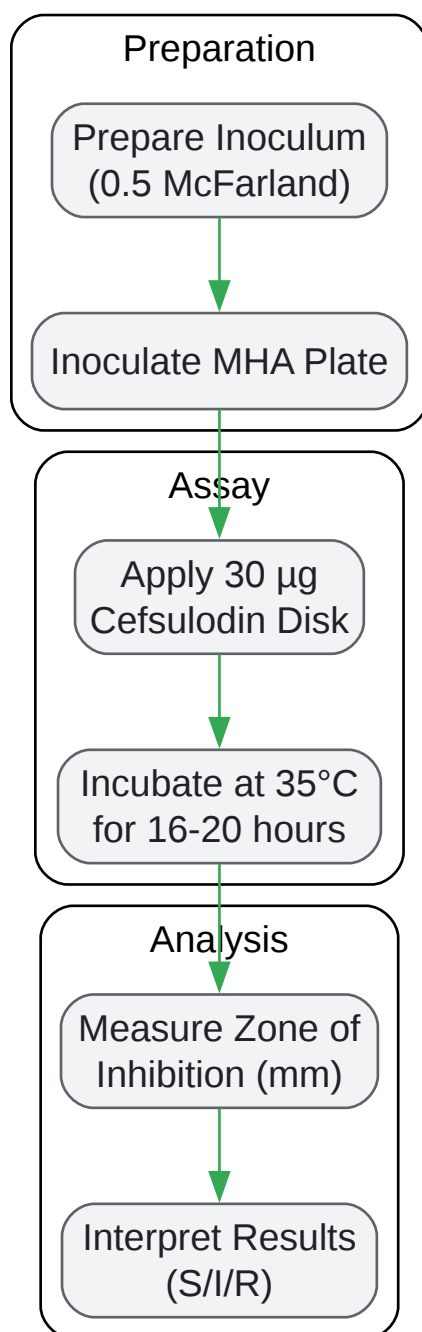 Preparation
Prepare Inoculum
(0.5 McFarland)
Inoculate MHA Plate
Assay
Apply 30 µg
Cefsulodin Disk
Incubate at 35°C
for 16-20 hours
Analysis
Measure Zone of
Inhibition (mm)
Interpret Results
(S/I/R)